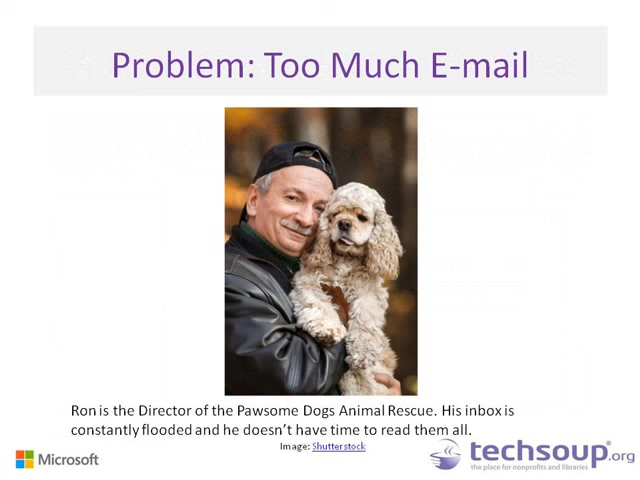 Problem: Too Much E-mail
Ron is the Director of the Pawsome Dogs Animal Rescue. His inbox is
constantly flooded and he doesn't have time to read them all.
Image: Shutterstock
Microsoft
techsoup®.org
the place for nonprofits and libraries